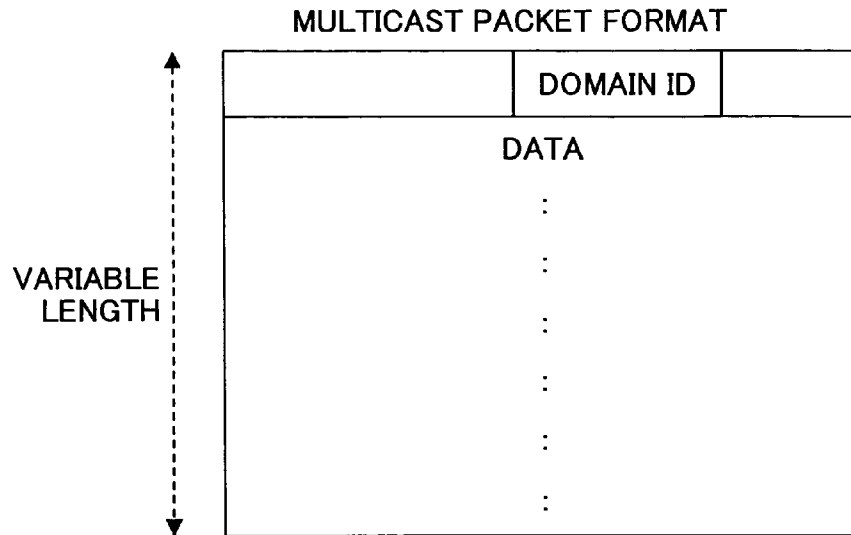 MULTICAST PACKET FORMAT
DOMAIN ID
DATA
:
:
:
:
:
:
VARIABLE
LENGTH